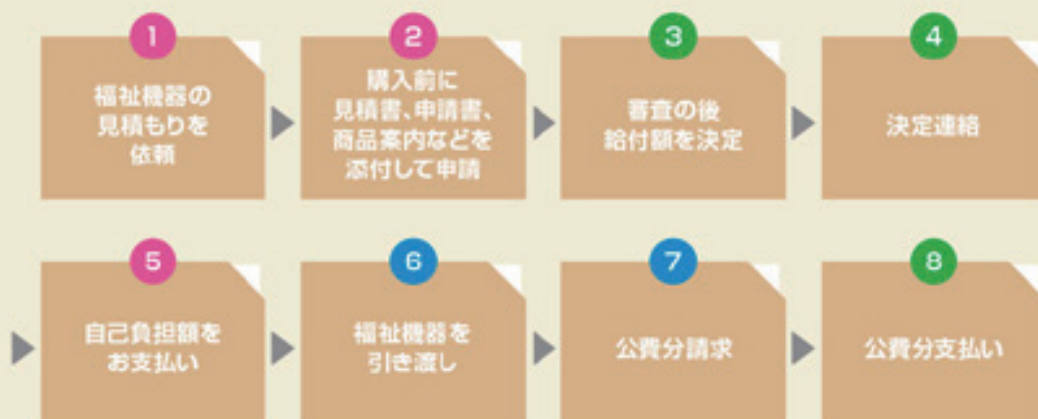 1
福祉機器の
見積もりを
依頼
2
購入前に
見積書、申請書、
商品案内などを
添付して申請
3
審査の後
給付額を決定
4
決定連絡
5
自己負担額を
お支払い
6
福祉機器を
引き渡し
7
公費分請求
8
公費分支払い